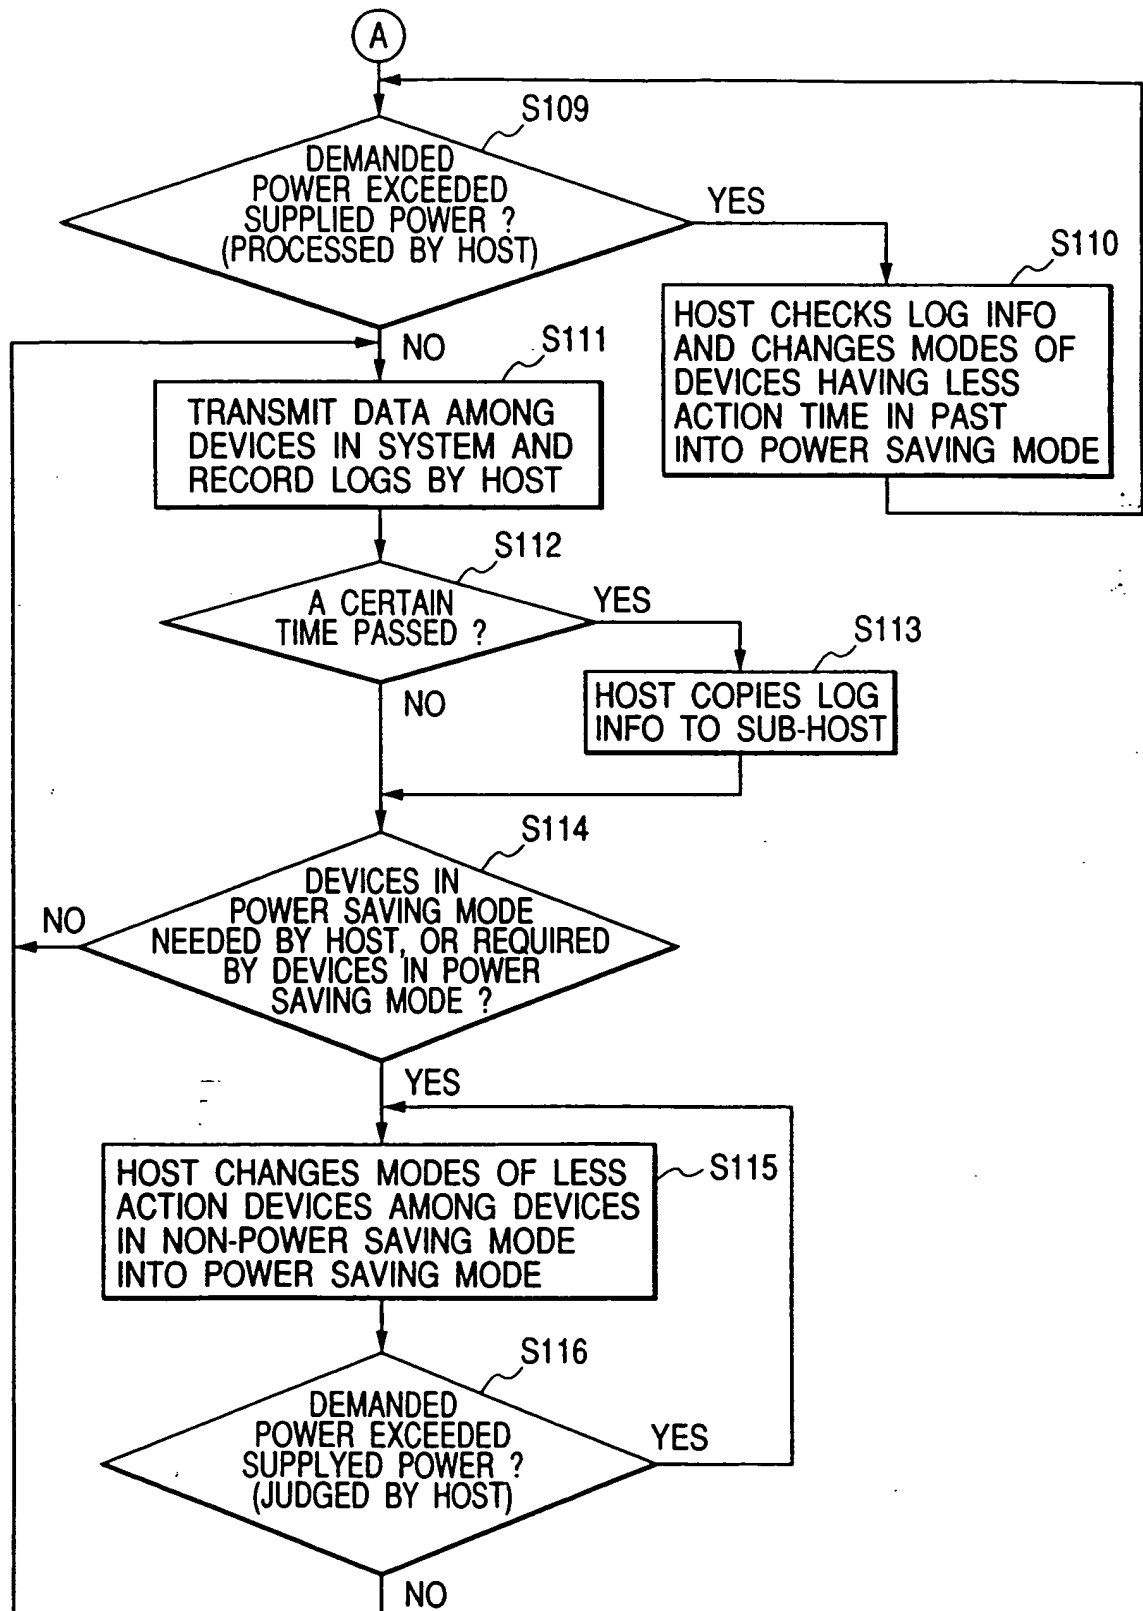 A
S109
DEMANDED
POWER EXCEEDED
SUPPLIED POWER ?
(PROCESSED BY HOST)
YES
NO
S110
HOST CHECKS LOG INFO
AND CHANGES MODES OF
DEVICES HAVING LESS
ACTION TIME IN PAST
INTO POWER SAVING MODE
S111
TRANSMIT DATA AMONG
DEVICES IN SYSTEM AND
RECORD LOGS BY HOST
S112
A CERTAIN
TIME PASSED ?
YES
NO
S113
HOST COPIES LOG
INFO TO SUB-HOST
S114
DEVICES IN
POWER SAVING MODE
NEEDED BY HOST, OR REQUIRED
BY DEVICES IN POWER
SAVING MODE ?
NO
YES
S115
HOST CHANGES MODES OF LESS
ACTION DEVICES AMONG DEVICES
IN NON-POWER SAVING MODE
INTO POWER SAVING MODE
S116
DEMANDED
POWER EXCEEDED
SUPPLYED POWER ?
(JUDGED BY HOST)
YES
NO